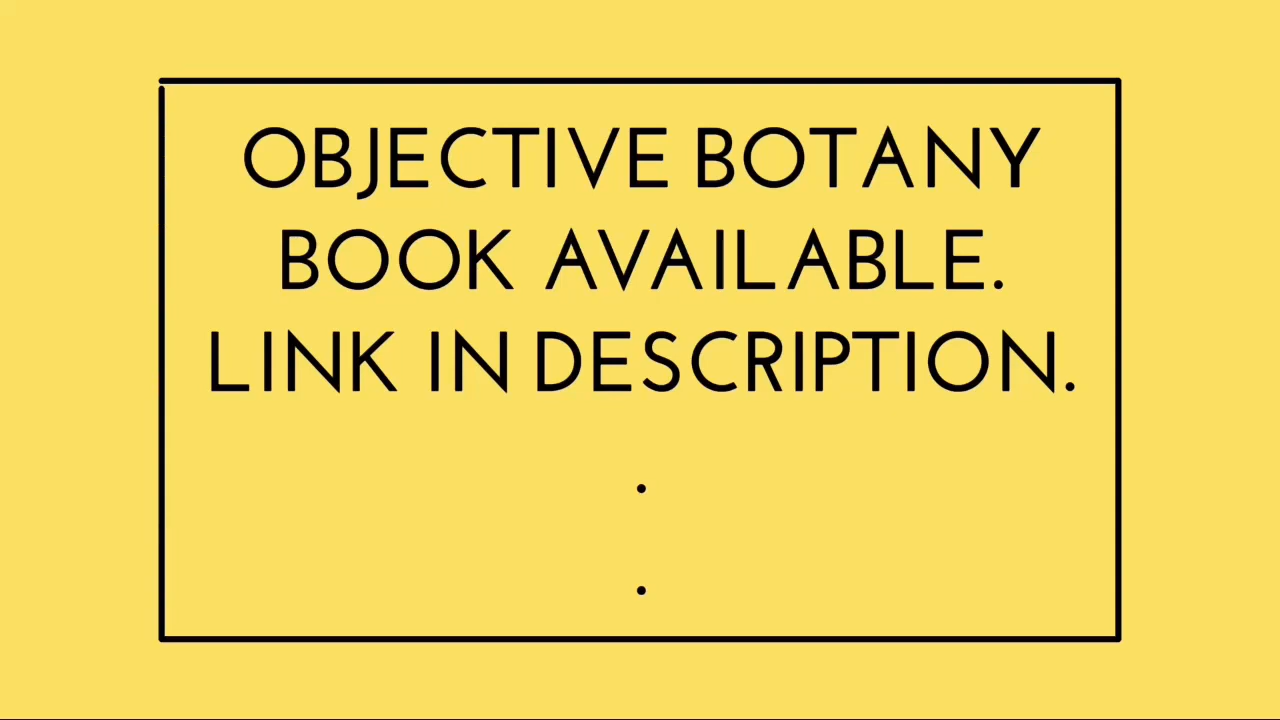 OBJECTIVE BOTANY
BOOK AVAILABLE.
LINK IN DESCRIPTION.
.
.